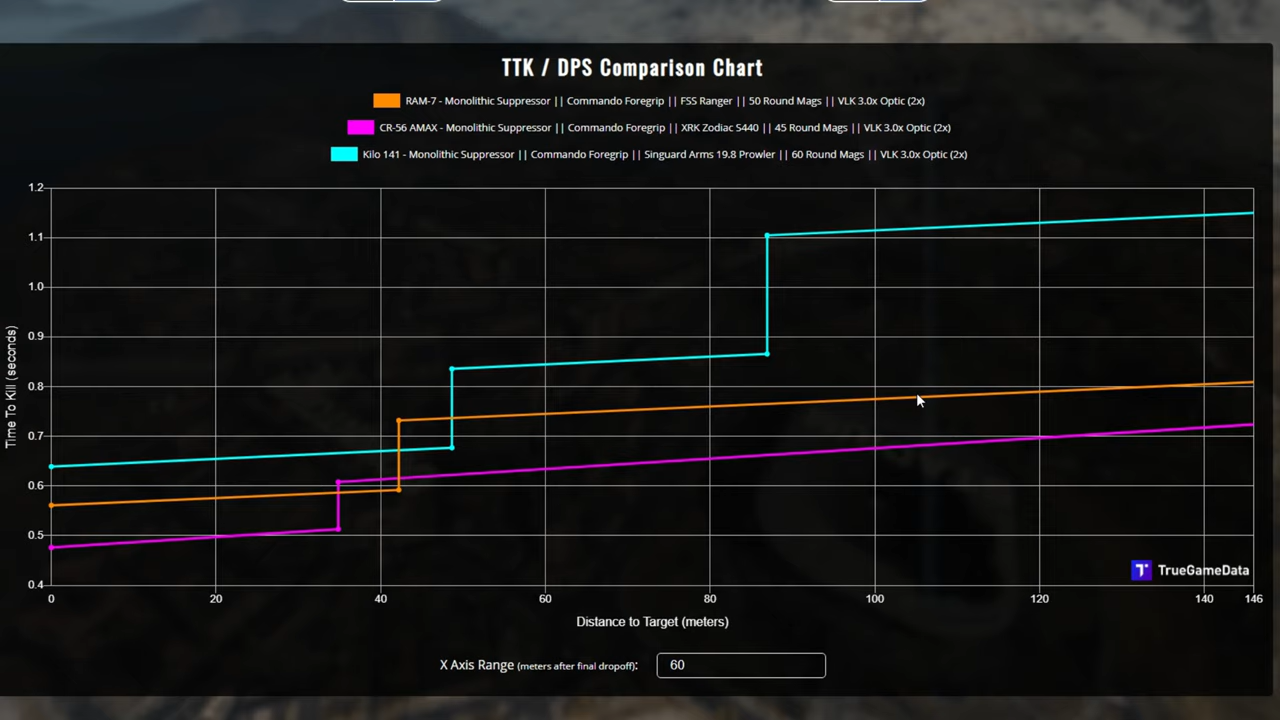 TTK / DPS Comparison Chart
RAM-7 - Monolithic Suppressor || Commando Foregrip || FSS Ranger || 50 Round Mags || VLK 3.0x Optic (2x)
CR-56 AMAX - Monolithic Suppressor || Commando Foregrip || XRK Zodiac S440 || 45 Round Mags || VLK 3.0x Optic (2x)
Kilo 141 - Monolithic Suppressor || Commando Foregrip || Singuard Arms 19.8 Prowler || 60 Round Mags || VLK 3.0x Optic (2x)
Time To Kill (seconds)
1.2
1.1
1.0
0.9
0.8
0.7
0.6
0.5
0.4
TrueGameData
0 20 40 60 80 100 120 140 146
Distance to Target (meters)
X Axis Range (meters after final dropoff): 60